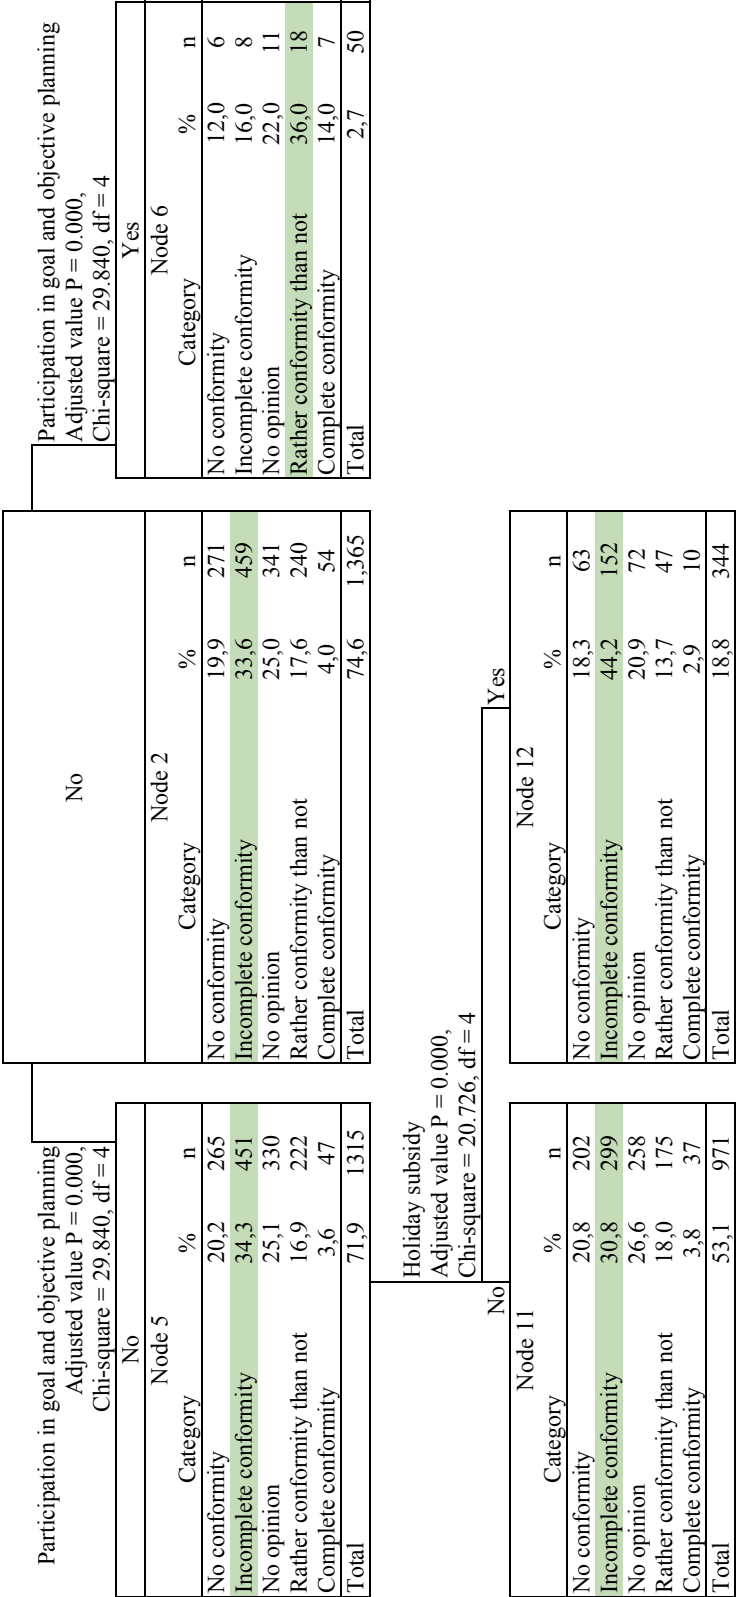 No
Node 2
Category % n
No conformity 19,9 271
Incomplete conformity 33,6 459
No opinion 25,0 341
Rather conformity than not 17,6 240
Complete conformity 4,0 54
Total 74,6 1,365
Participation in goal and objective planning
Adjusted value P = 0.000,
Chi-square = 29.840, df = 4
No
Node 5
Category % n
No conformity 20,2 265
Incomplete conformity 34,3 451
No opinion 25,1 330
Rather conformity than not 16,9 222
Complete conformity 3,6 47
Total 71,9 1315
Participation in goal and objective planning
Adjusted value P = 0.000,
Chi-square = 29.840, df = 4
Yes
Node 6
Category % n
No conformity 12,0 6
Incomplete conformity 16,0 8
No opinion 22,0 11
Rather conformity than not 36,0 18
Complete conformity 14,0 7
Total 2,7 50
Holiday subsidy
Adjusted value P = 0.000,
Chi-square = 20.726, df = 4
No
Node 11
Category % n
No conformity 20,8 202
Incomplete conformity 30,8 299
No opinion 26,6 258
Rather conformity than not 18,0 175
Complete conformity 3,8 37
Total 53,1 971
Yes
Node 12
Category % n
No conformity 18,3 63
Incomplete conformity 44,2 152
No opinion 20,9 72
Rather conformity than not 13,7 47
Complete conformity 2,9 10
Total 18,8 344